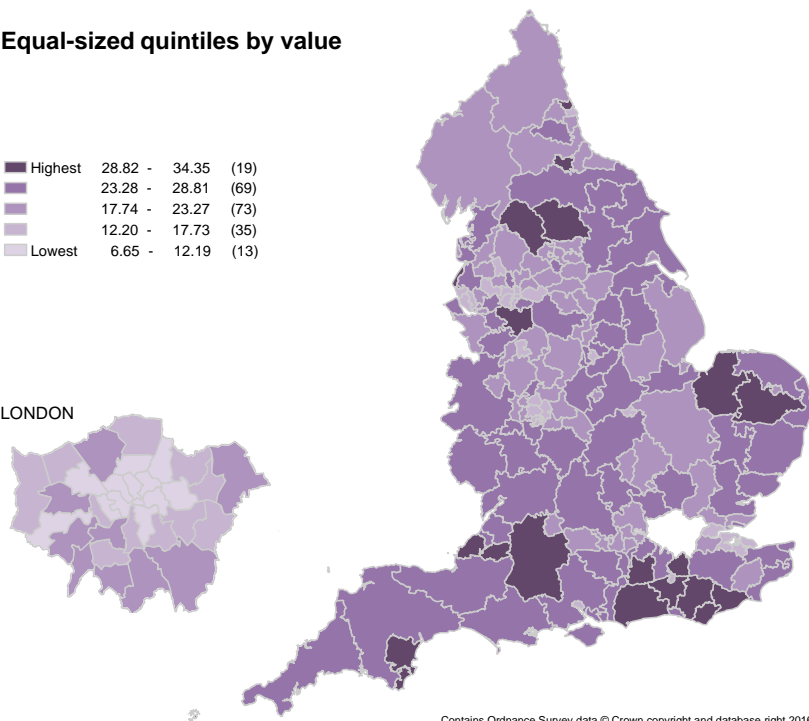 Equal-sized quintiles by value
Highest 28.82 - 34.35 (19)
23.28 - 28.81 (69)
17.74 - 23.27 (73)
12.20 - 17.73 (35)
Lowest 6.65 - 12.19 (13)
LONDON
Contains Ordnance Survey data © Crown copyright and database right 2016